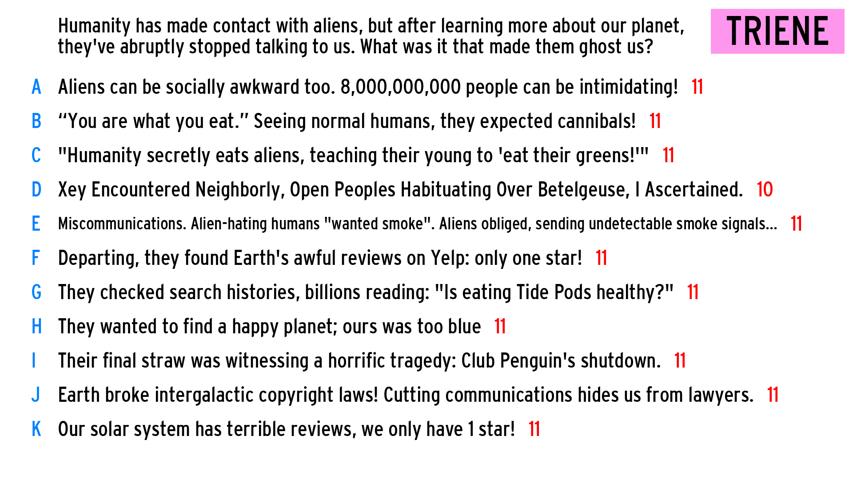 Humanity has made contact with aliens, but after learning more about our planet,
they've abruptly stopped talking to us. What was it that made them ghost us?
TRIENE
A Aliens can be socially awkward too. 8,000,000,000 people can be intimidating! 11
B “You are what you eat.” Seeing normal humans, they expected cannibals! 11
C "Humanity secretly eats aliens, teaching their young to 'eat their greens!'" 11
D Xey Encountered Neighborly, Open Peoples Habituating Over Betelgeuse, I Ascertained. 10
E Miscommunications. Alien-hating humans "wanted smoke". Aliens obliged, sending undetectable smoke signals... 11
F Departing, they found Earth's awful reviews on Yelp: only one star! 11
G They checked search histories, billions reading: "Is eating Tide Pods healthy?" 11
H They wanted to find a happy planet; ours was too blue 11
I Their final straw was witnessing a horrific tragedy: Club Penguin's shutdown. 11
J Earth broke intergalactic copyright laws! Cutting communications hides us from lawyers. 11
K Our solar system has terrible reviews, we only have 1 star! 11